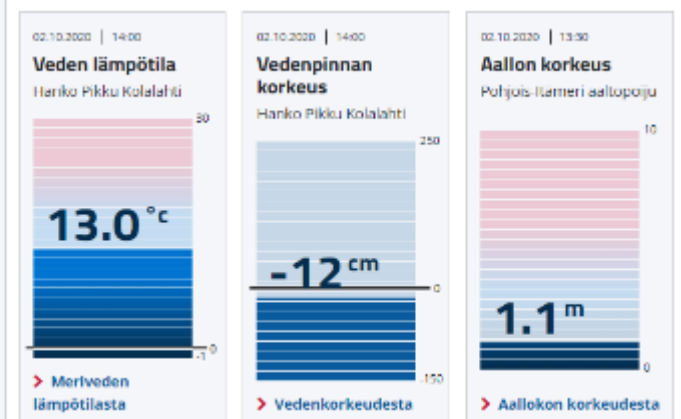 02.10.2020 | 14:00
Veden lämpötila
Hanko Pikku Kolalahti
30
13.0 °C
0
-1
Meriveden
lämpötilasta
02.10.2020 | 14:00
Vedenpinnan
korkeus
Hanko Pikku Kolalahti
250
-12 cm
0
-150
Vedenkorkeudesta
02.10.2020 | 13:30
Aallon korkeus
Pohjois-Itämeri aaltopoiju
10
1.1 m
0
Aallokon korkeudesta